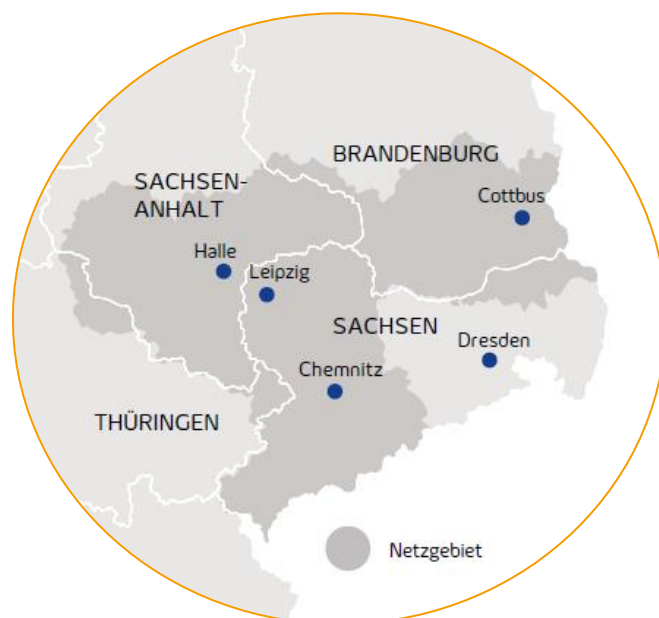 BRANDENBURG
SACHSEN-
ANHALT
Cottbus
Halle
Leipzig
SACHSEN
Dresden
Chemnitz
THÜRINGEN
Netzgebiet